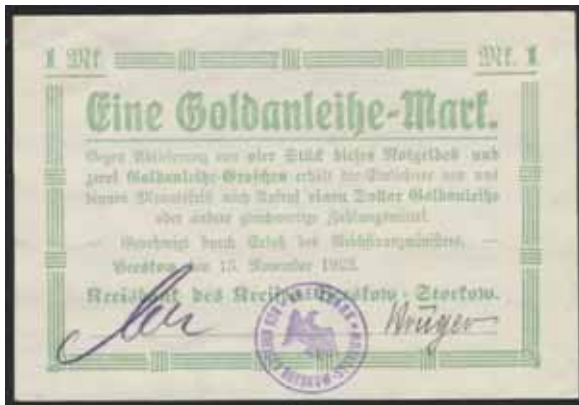 1 Mk.
Mk. 1
Eine Goldanleihe-Mark.
Gegen Ablieferung von vier Stück dieses Notgeldes und
zwei Goldanleihe-Groschen erhält der Einlieferer von uns
binnen Monatsfrist nach Aufruf einen Dollar Goldanleihe
oder andere gleichwertige Zahlungsmittel.
— Genehmigt durch Erlaß des Reichsfinanzministers. —
Beeskow, den 15. November 1923.
Kreisbank des Kreises Beeskow-Storkow.
Krüger